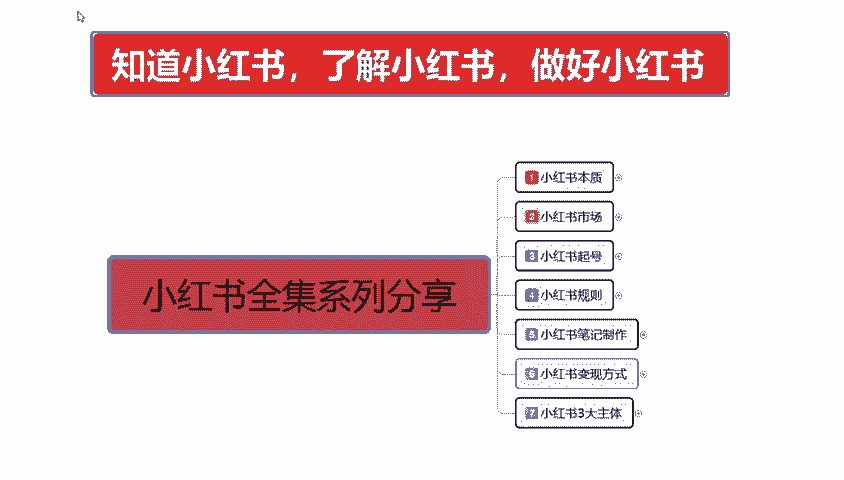 知道小红书，了解小红书，做好小红书
小红书全集系列分享
1 小红书本质
2 小红书市场
3 小红书起号
4 小红书规则
5 小红书笔记制作
6 小红书变现方式
7 小红书3大主体